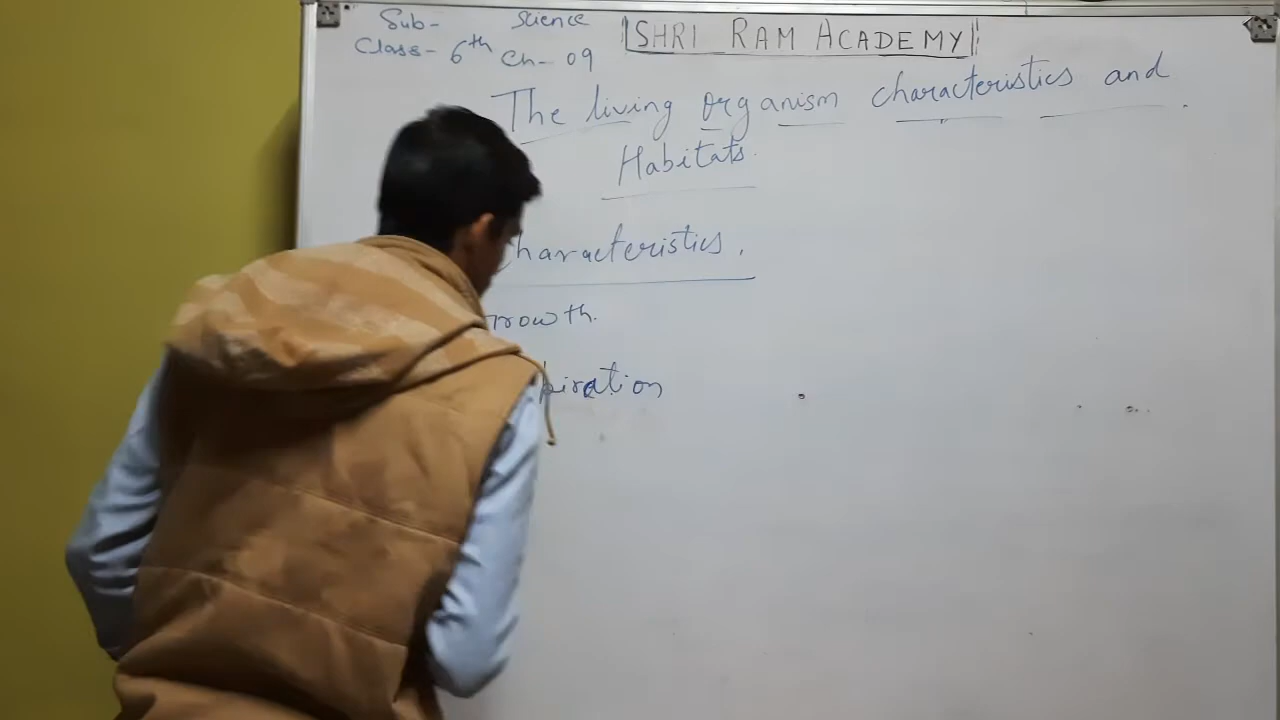 Sub- Science
Class- 6th Ch- 09
SHRI RAM ACADEMY
The living organism characteristics and
Habitats.
haracteristics.
rowth.
piration